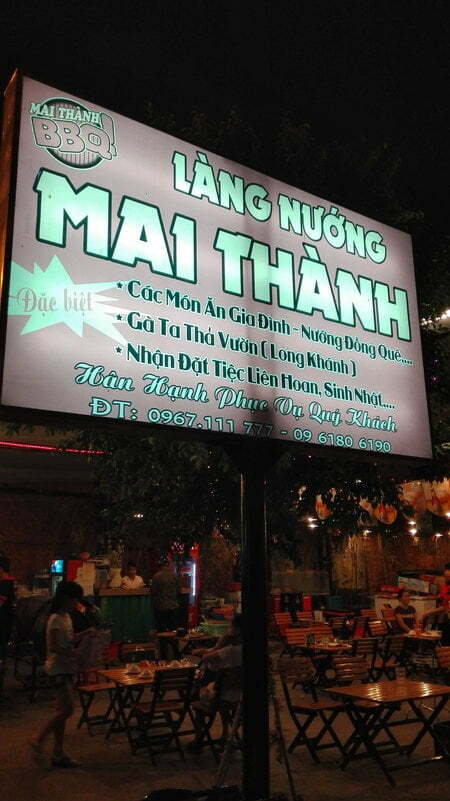 MAI THÀNH
BBQ
LÀNG NƯỚNG
MAI THÀNH
Đặc biệt
* Các Món Ăn Gia Đình - Nướng Đồng Quê,...
* Gà Ta Thả Vườn ( Long Khánh )
* Nhận Đặt Tiệc Liên Hoan, Sinh Nhật,...
Hân Hạnh Phục Vụ Quý Khách
ĐT: 0967.111 777 - 09 6180 6190